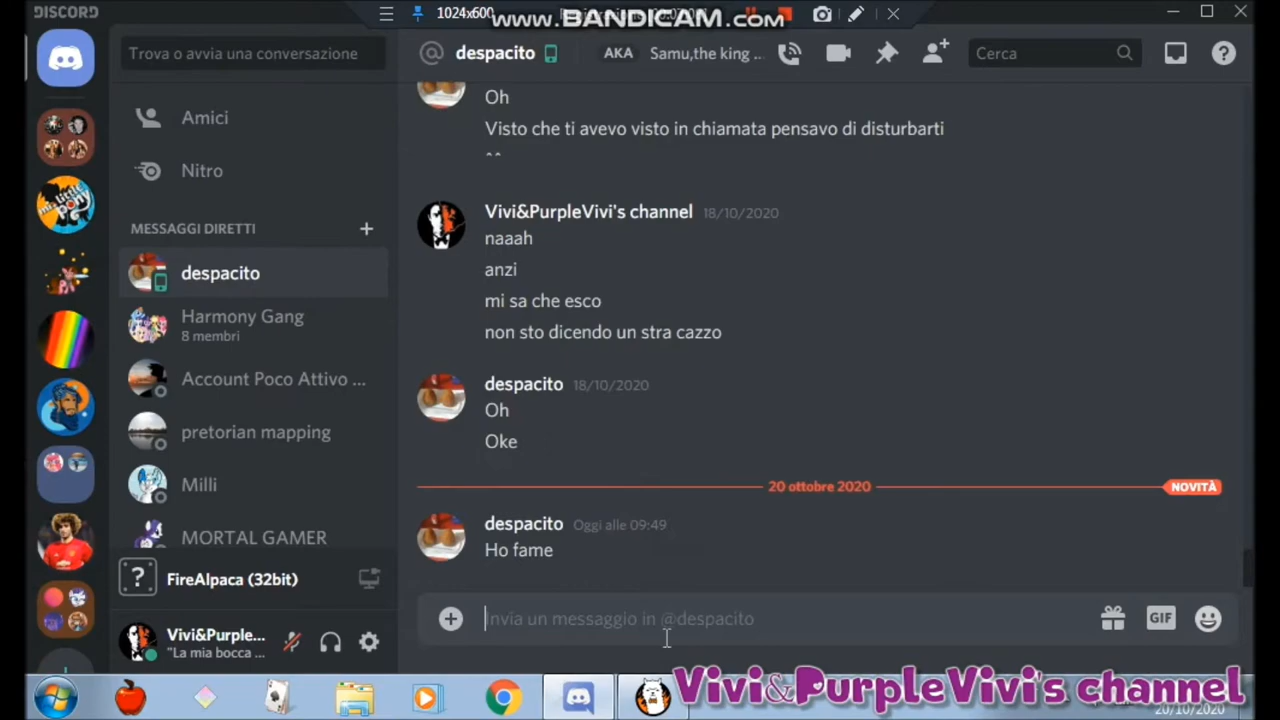 DISCORD
1024x600
www.BANDICAM.com
Trova o avvia una conversazione
@ despacito
AKA Samu,the king ...
Cerca
Amici
Nitro
MESSAGGI DIRETTI
despacito
Harmony Gang
8 membri
Account Poco Attivo ...
pretorian mapping
Milli
MORTAL GAMER
FireAlpaca (32bit)
Vivi&Purple...
"La mia bocca ...
Oh
Visto che ti avevo visto in chiamata pensavo di disturbarti
^^
Vivi&PurpleVivi's channel 18/10/2020
naaah
anzi
mi sa che esco
non sto dicendo un stra cazzo
despacito 18/10/2020
Oh
Oke
20 ottobre 2020 NOVITÀ
despacito Oggi alle 09:49
Ho fame
Invia un messaggio in @despacito
GIF
Vivi&PurpleVivi's channel
20/10/2020